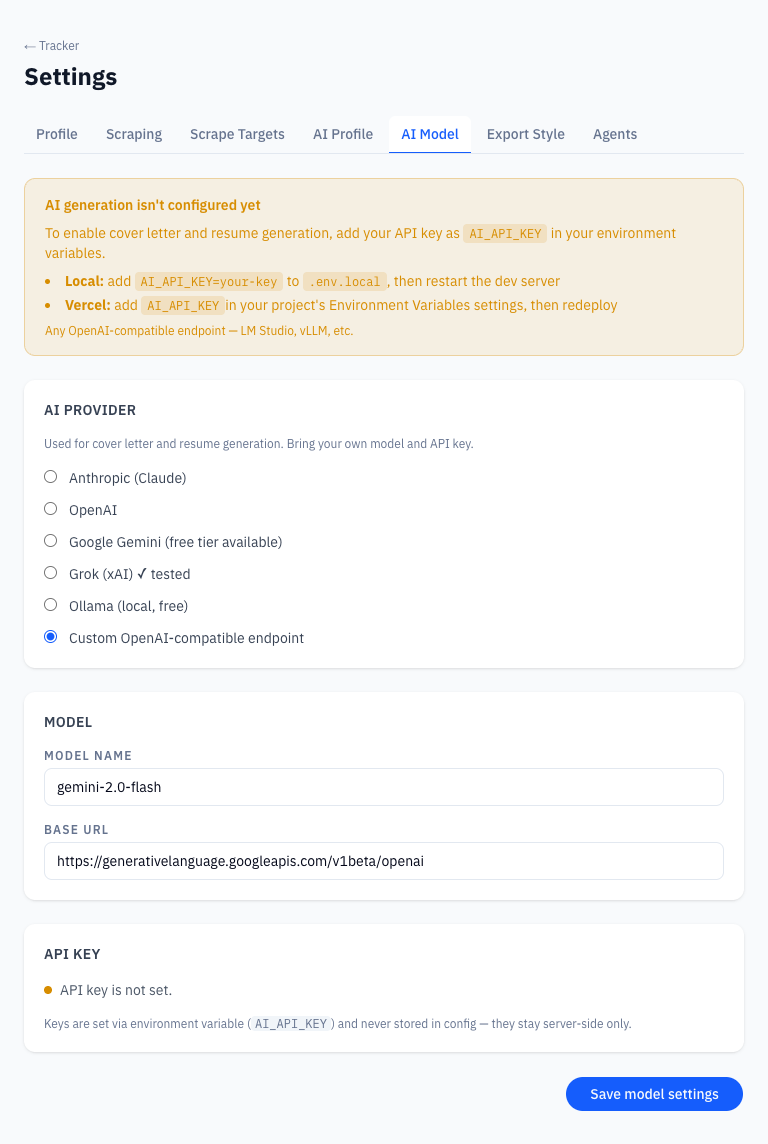 ← Tracker
Settings
Profile Scraping Scrape Targets AI Profile AI Model Export Style Agents
AI generation isn't configured yet
To enable cover letter and resume generation, add your API key as AI_API_KEY in your environment
variables.
• Local: add AI_API_KEY=your-key to .env.local, then restart the dev server
• Vercel: add AI_API_KEY in your project's Environment Variables settings, then redeploy
Any OpenAI-compatible endpoint — LM Studio, vLLM, etc.
AI PROVIDER
Used for cover letter and resume generation. Bring your own model and API key.
Anthropic (Claude)
OpenAI
Google Gemini (free tier available)
Grok (xAI) ✓ tested
Ollama (local, free)
Custom OpenAI-compatible endpoint
MODEL
MODEL NAME
gemini-2.0-flash
BASE URL
https://generativelanguage.googleapis.com/v1beta/openai
API KEY
API key is not set.
Keys are set via environment variable (AI_API_KEY) and never stored in config — they stay server-side only.
Save model settings